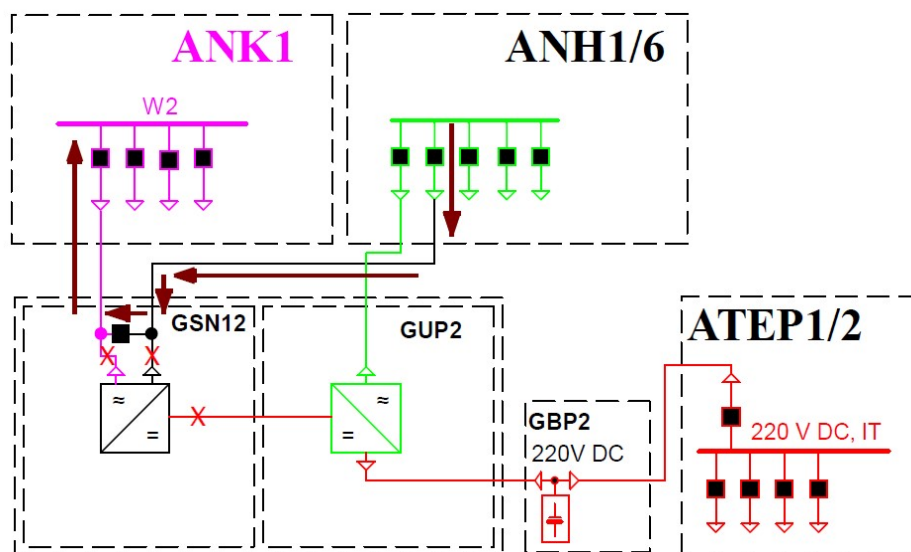 ANK1
ANH1/6
W2
GSN12
GUP2
ATEP1/2
X
X
≈
=
X
≈
=
GBP2
220V DC
220 V DC, IT